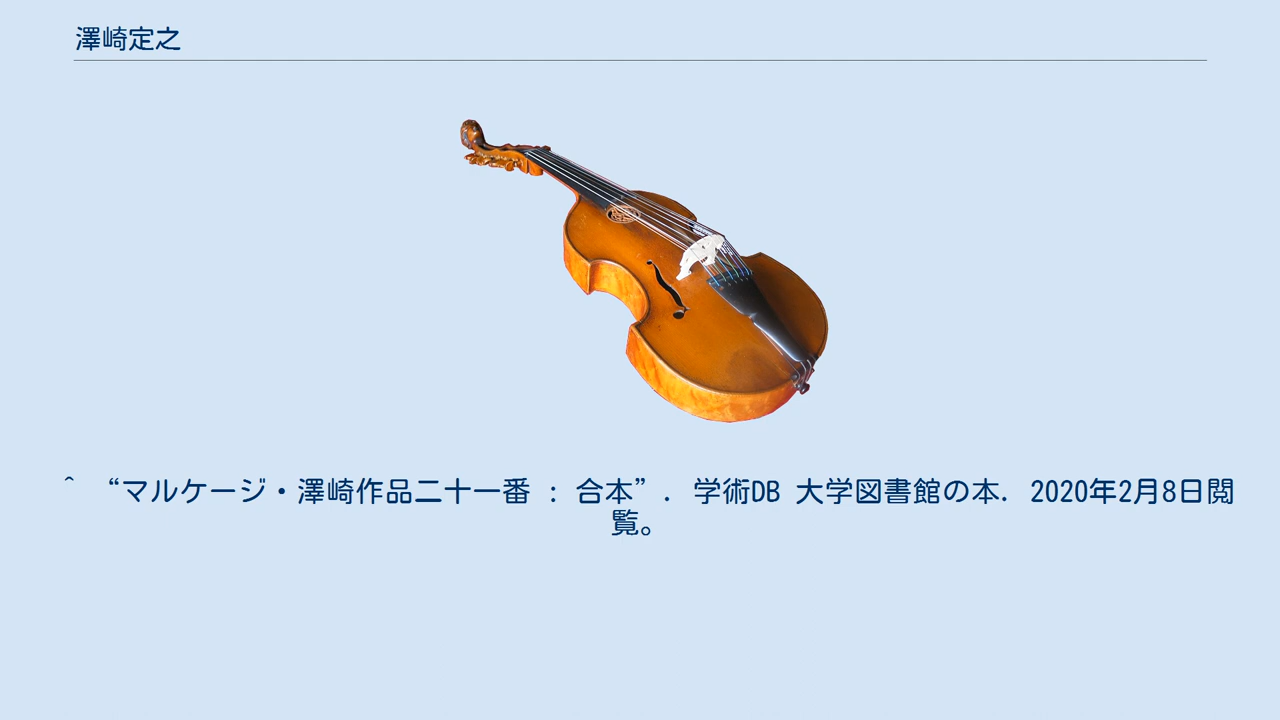 澤崎定之
^ “マルケージ・澤崎作品二十一番 : 合本”. 学術DB 大学図書館の本. 2020年2月8日閲
覧。